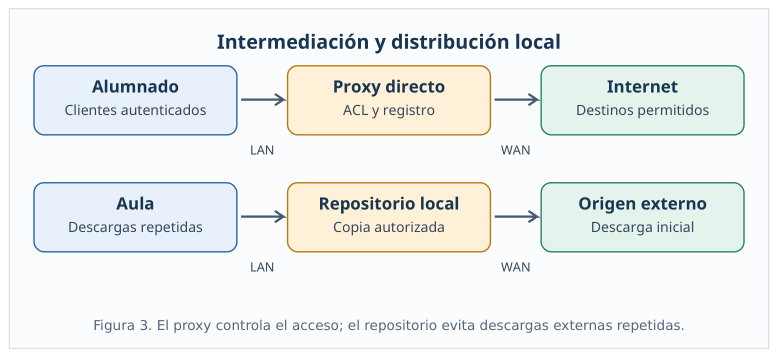 Intermediación y distribución local
Alumnado
Clientes autenticados
Proxy directo
ACL y registro
Internet
Destinos permitidos
LAN
WAN
Aula
Descargas repetidas
Repositorio local
Copia autorizada
Origen externo
Descarga inicial
LAN
WAN
Figura 3. El proxy controla el acceso; el repositorio evita descargas externas repetidas.